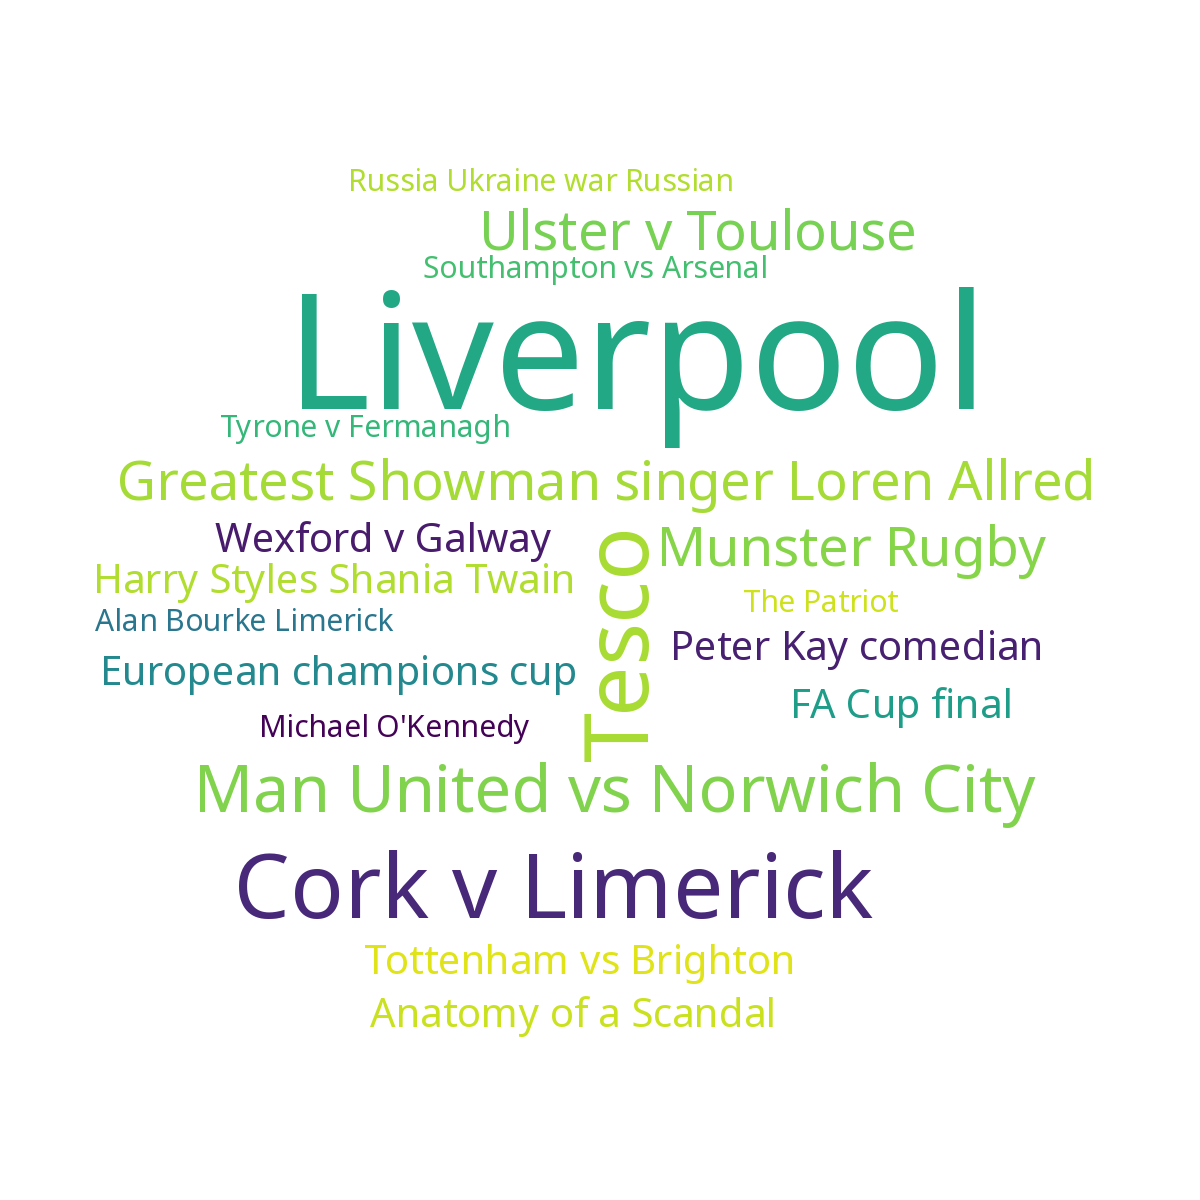 Russia Ukraine war Russian
Ulster v Toulouse
Southampton vs Arsenal
Liverpool
Tyrone v Fermanagh
Greatest Showman singer Loren Allred
Wexford v Galway
Tesco
Munster Rugby
Harry Styles Shania Twain
The Patriot
Alan Bourke Limerick
Peter Kay comedian
European champions cup
FA Cup final
Michael O'Kennedy
Man United vs Norwich City
Cork v Limerick
Tottenham vs Brighton
Anatomy of a Scandal